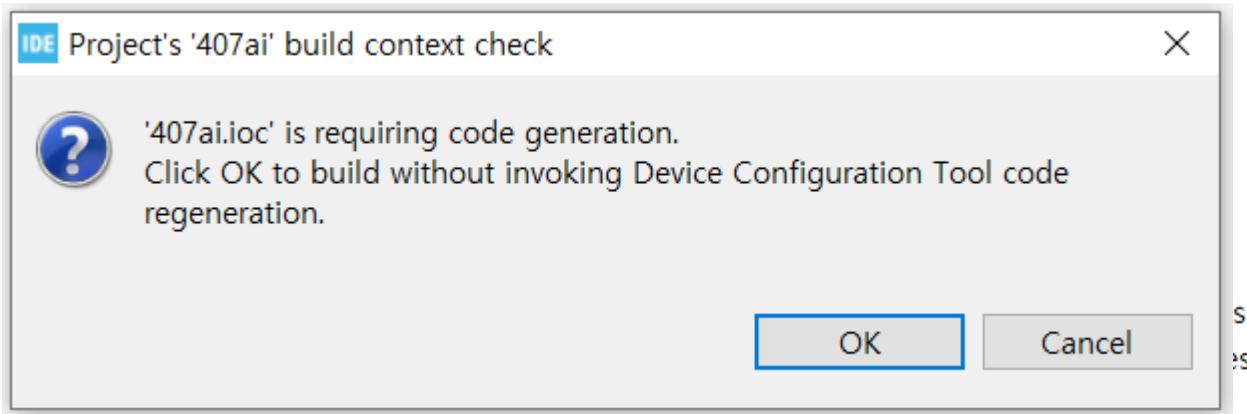 IDE Project's '407ai' build context check
'407ai.ioc' is requiring code generation.
Click OK to build without invoking Device Configuration Tool code
regeneration.
OK Cancel